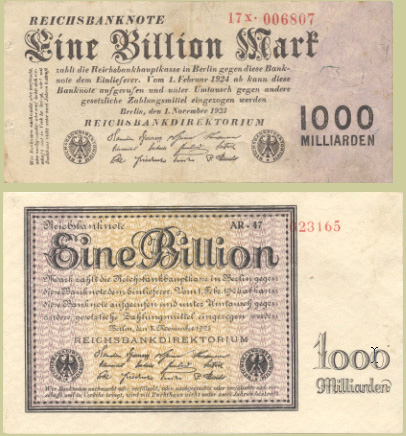 REICHSBANKNOTE
17X· 006807
Eine Billion Mark
zahlt die Reichsbankhauptkasse in Berlin gegen diese Bank-
note dem Einlieferer. Vom 1. Februar 1924 ab kann diese
Banknote aufgerufen und unter Umtausch gegen andere
gesetzliche Zahlungsmittel eingezogen werden
Berlin, den 1. November 1923
REICHSBANKDIREKTORIUM
1000
MILLIARDEN
Reichsbanknote
AR-47
023165
Eine Billion
Mark zahlt die Reichsbankhauptkasse in Berlin gegen
diese Banknote dem Einlieferer. Vom 1. Febr. 1924 ab kann
diese Banknote aufgerufen und unter Umtausch gegen
andere gesetzliche Zahlungsmittel eingezogen werden
Berlin, den 1. November 1923
REICHSBANKDIREKTORIUM
1000
Milliarden